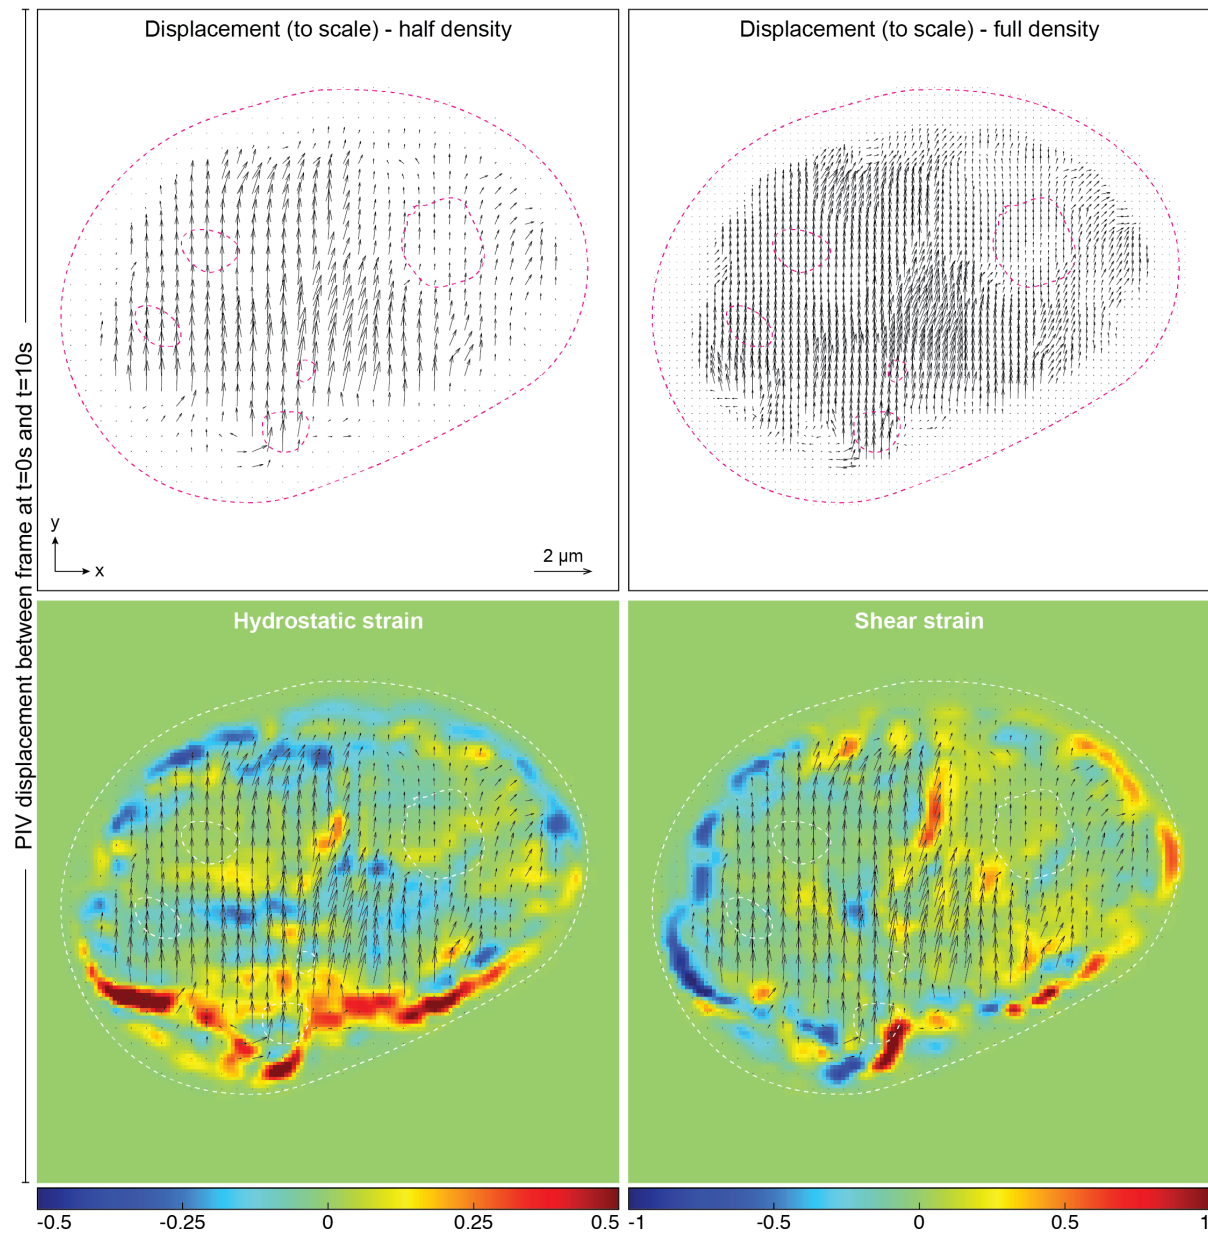 Displacement (to scale) - half density
Displacement (to scale) - full density
PIV displacement between frame at t=0s and t=10s
y
x
2 µm
Hydrostatic strain
Shear strain
-0.5
-0.25
0
0.25
0.5
-1
-0.5
0
0.5
1